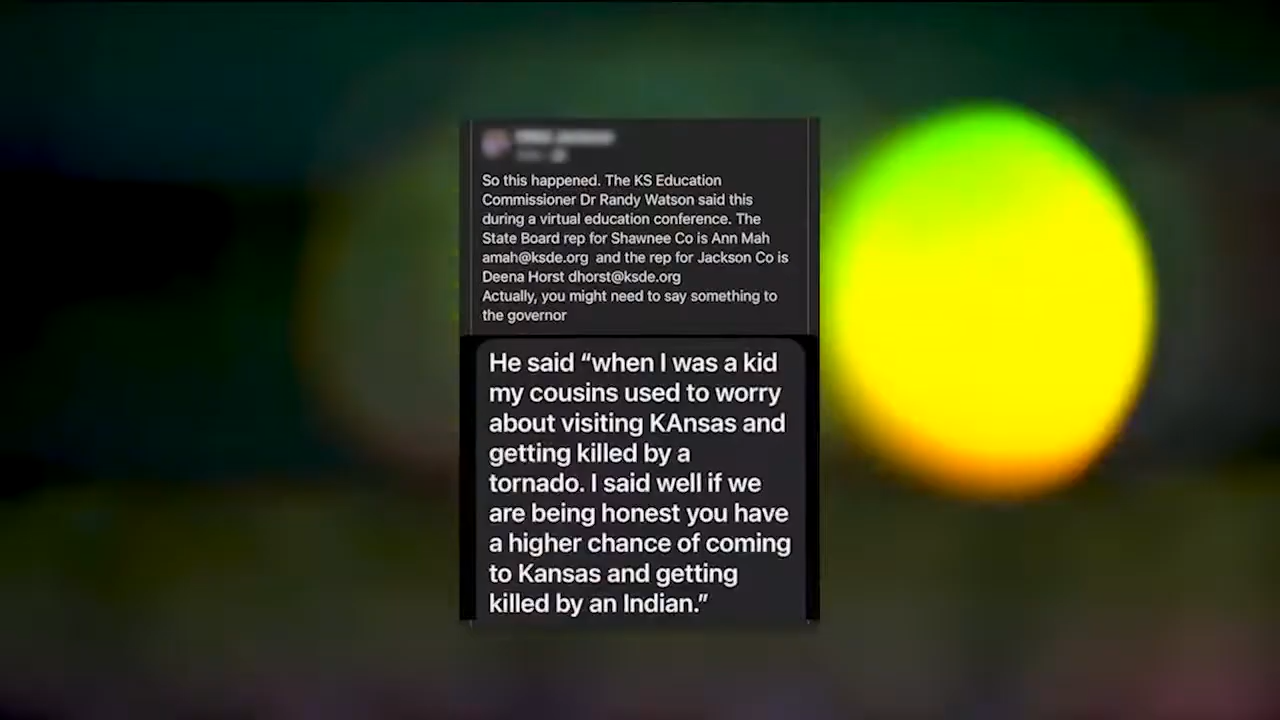 So this happened. The KS Education
Commissioner Dr Randy Watson said this
during a virtual education conference. The
State Board rep for Shawnee Co is Ann Mah
amah@ksde.org and the rep for Jackson Co is
Deena Horst dhorst@ksde.org
Actually, you might need to say something to
the governor
He said “when I was a kid
my cousins used to worry
about visiting KAnsas and
getting killed by a
tornado. I said well if we
are being honest you have
a higher chance of coming
to Kansas and getting
killed by an Indian.”